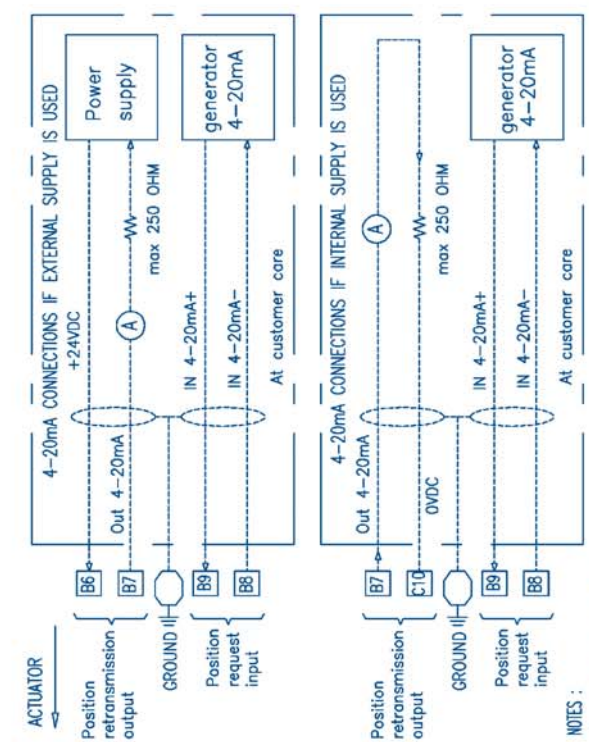 ACTUATOR
4-20mA CONNECTIONS IF EXTERNAL SUPPLY IS USED
+24VDC
Power
supply
B6
B7
Position
retransmission
output
Out 4-20mA
A
max 250 OHM
GROUND
B9
B8
Position
request
input
IN 4-20mA+
IN 4-20mA-
generator
4-20mA
At customer care
4-20mA CONNECTIONS IF INTERNAL SUPPLY IS USED
B7
C10
Position
retransmission
output
Out 4-20mA
0VDC
A
max 250 OHM
GROUND
B9
B8
Position
request
input
IN 4-20mA+
IN 4-20mA-
generator
4-20mA
At customer care
NOTES :